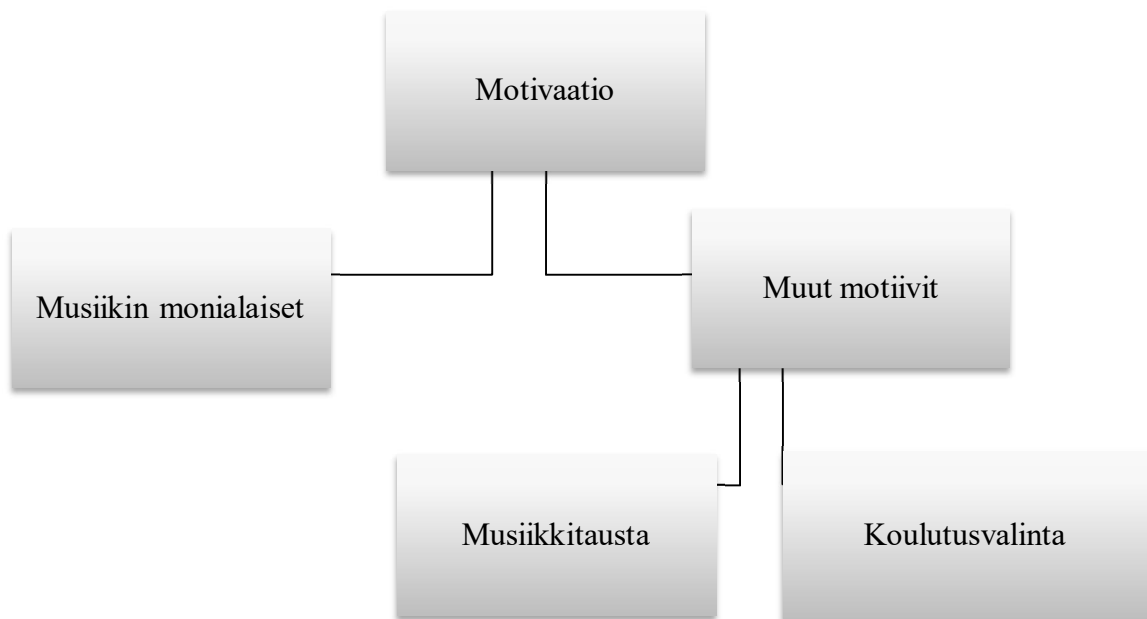 Motivaatio
Musiikin monialaiset
Muut motiivit
Musiikkitausta
Koulutusvalinta